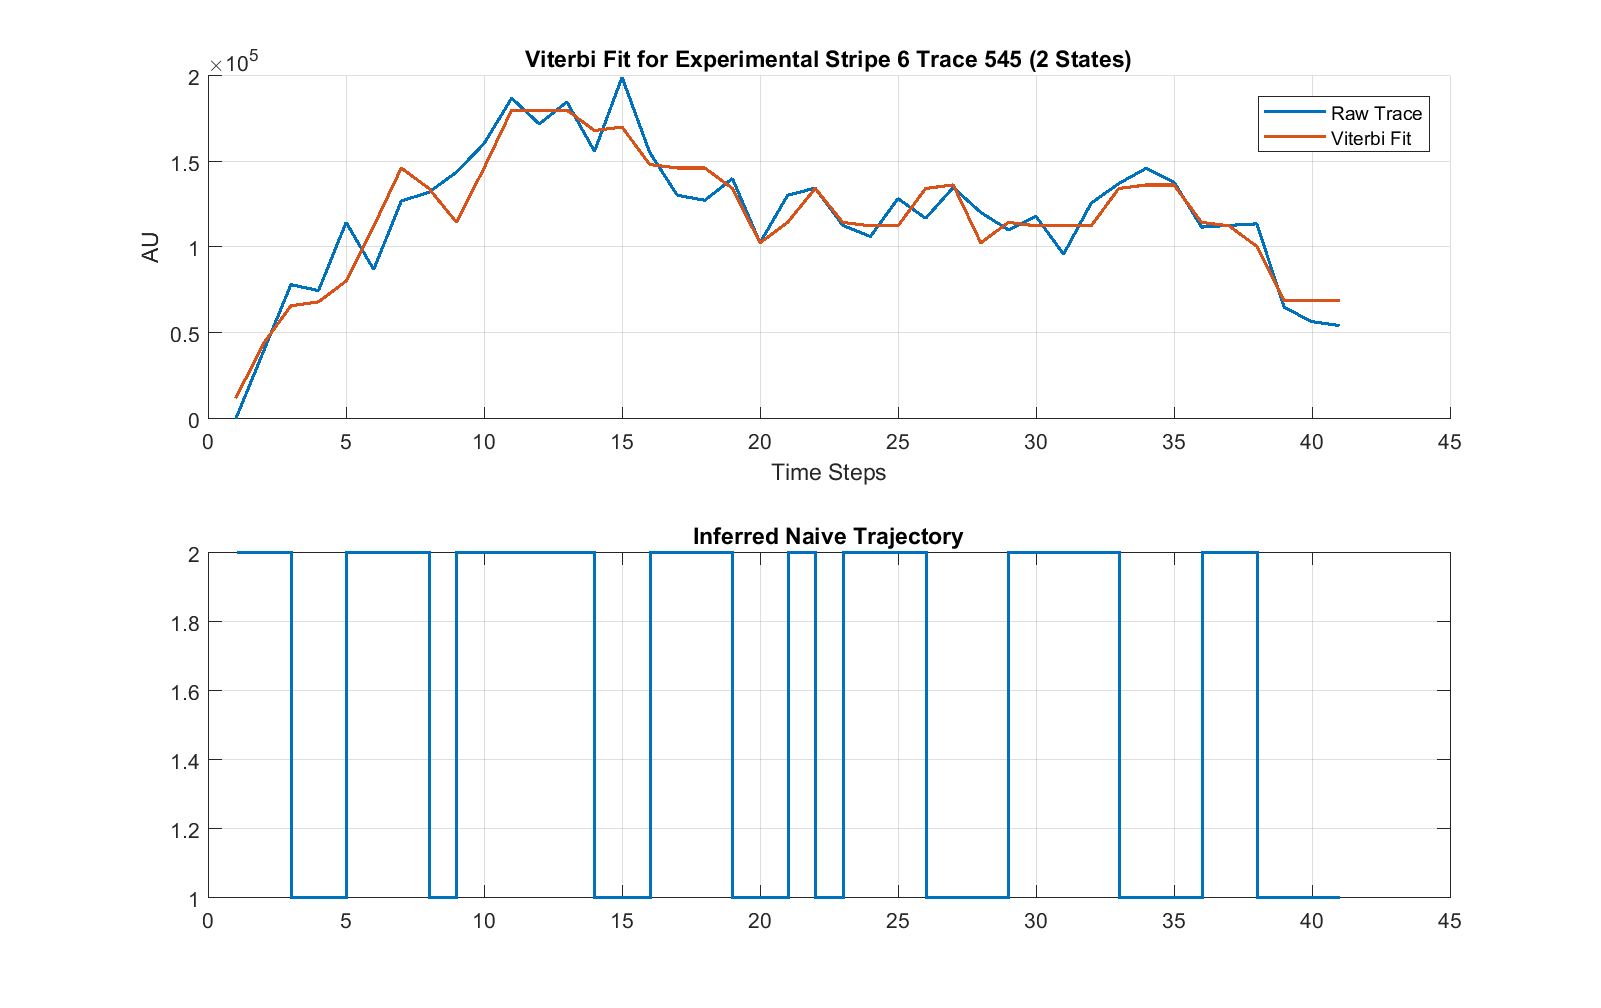 Viterbi Fit for Experimental Stripe 6 Trace 545 (2 States)
×10^5
2
1.5
1
0.5
0
AU
Raw Trace
Viterbi Fit
0 5 10 15 20 25 30 35 40 45
Time Steps
Inferred Naive Trajectory
2
1.8
1.6
1.4
1.2
1
0 5 10 15 20 25 30 35 40 45